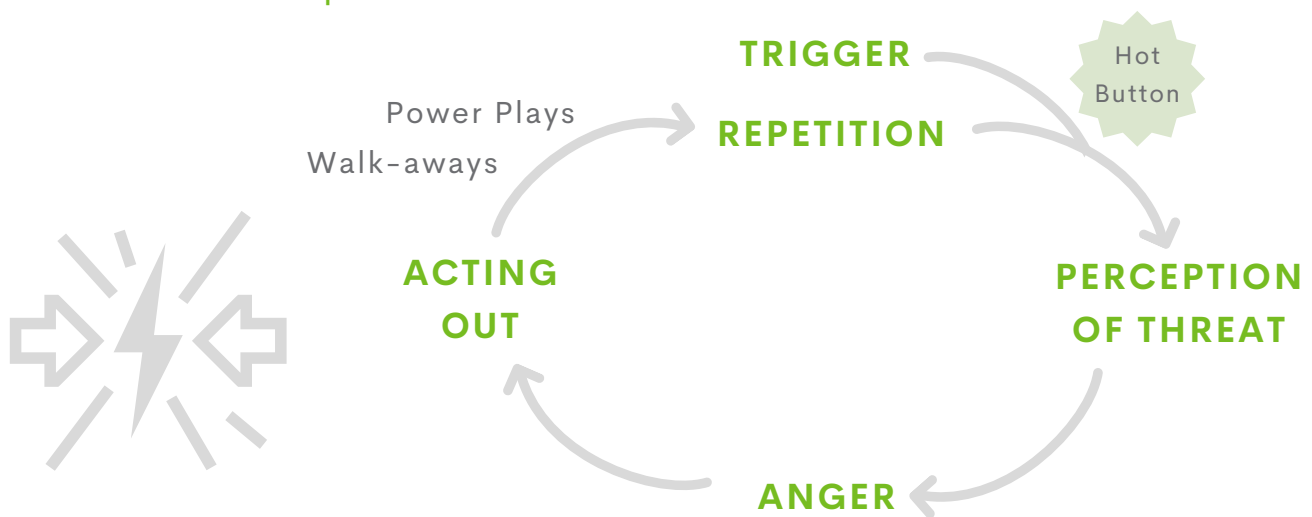 TRIGGER
Hot
Button
Power Plays
REPETITION
Walk-aways
ACTING
OUT
PERCEPTION
OF THREAT
ANGER